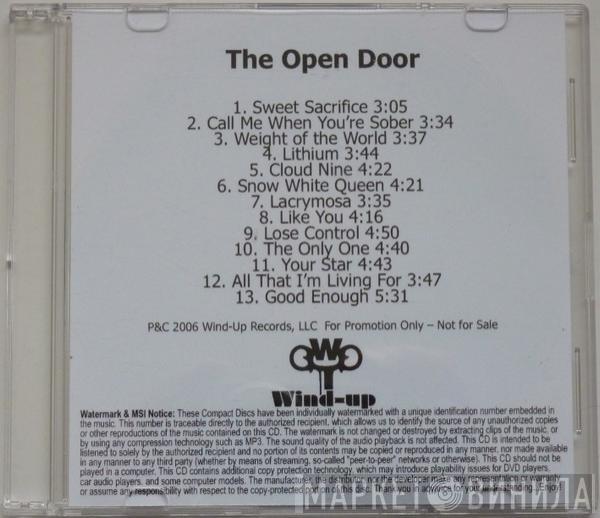 The Open Door
1. Sweet Sacrifice 3:05
2. Call Me When You're Sober 3:34
3. Weight of the World 3:37
4. Lithium 3:44
5. Cloud Nine 4:22
6. Snow White Queen 4:21
7. Lacrymosa 3:35
8. Like You 4:16
9. Lose Control 4:50
10. The Only One 4:40
11. Your Star 4:43
12. All That I'm Living For 3:47
13. Good Enough 5:31
P&C 2006 Wind-Up Records, LLC For Promotion Only – Not for Sale
Wind-up
Watermark & MSI Notice: These Compact Discs have been individually watermarked with a unique identification number embedded in
the music. This number is traceable directly to the authorized recipient, which allows us to identify the source of any unauthorized copies
or other reproductions of the music contained on this CD. The watermark is not changed or destroyed by extracting clips of the music, or
by using any compression technology such as MP3. The sound quality of the audio playback is not affected. This CD is intended to be
listened to solely by the authorized recipient and no portion of its contents may be copied or reproduced in any manner, nor made available
in any manner to any third party (whether by means of streaming, so-called "peer-to-peer" networks or otherwise). This CD should not be
played in a computer. This CD contains additional copy protection technology, which may introduce playability issues for DVD players,
car audio players, and some computer models. The manufacturer, the distributor, the developer make any representation or warranty
or assume any responsibility with respect to the copy-protected portion of this disc. Thank you in advance for your understanding. Enjoy!
МАРКЕТ ВИНИЛА